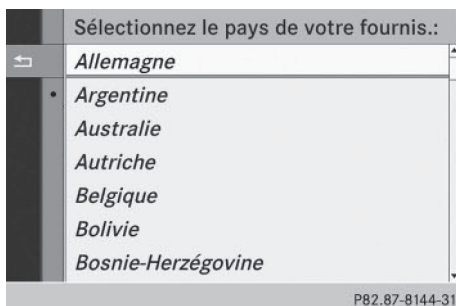 Sélectionnez le pays de votre fournis.:
Allemagne
Argentine
Australie
Autriche
Belgique
Bolivie
Bosnie-Herzégovine
P82.87-8144-31